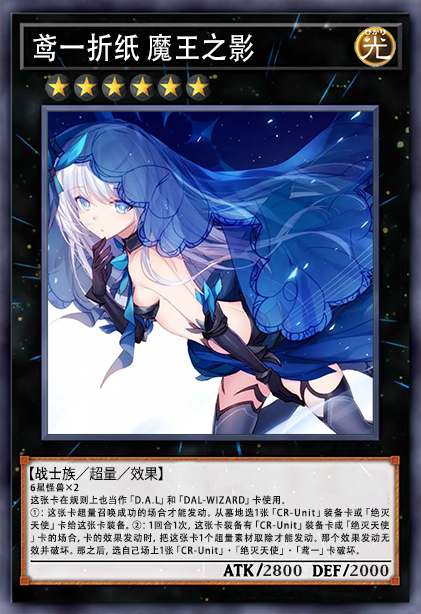 鸢一折纸 魔王之影
ひかり
光
【战士族／超量／效果】
6星怪兽×2
这张卡在规则上也当作「D.A.L」和「DAL-WIZARD」卡使用。
①：这张卡超量召唤成功的场合才能发动。从墓地选1张「CR-Unit」装备卡或「绝灭
天使」卡给这张卡装备。②：1回合1次，这张卡装备有「CR-Unit」装备卡或「绝灭天使」
卡的场合，卡的效果发动时，把这张卡1个超量素材取除才能发动。那个效果发动无
效并破坏。那之后，选自己场上1张「CR-Unit」·「绝灭天使」·「鸢一」卡破坏。
ATK/2800 DEF/2000